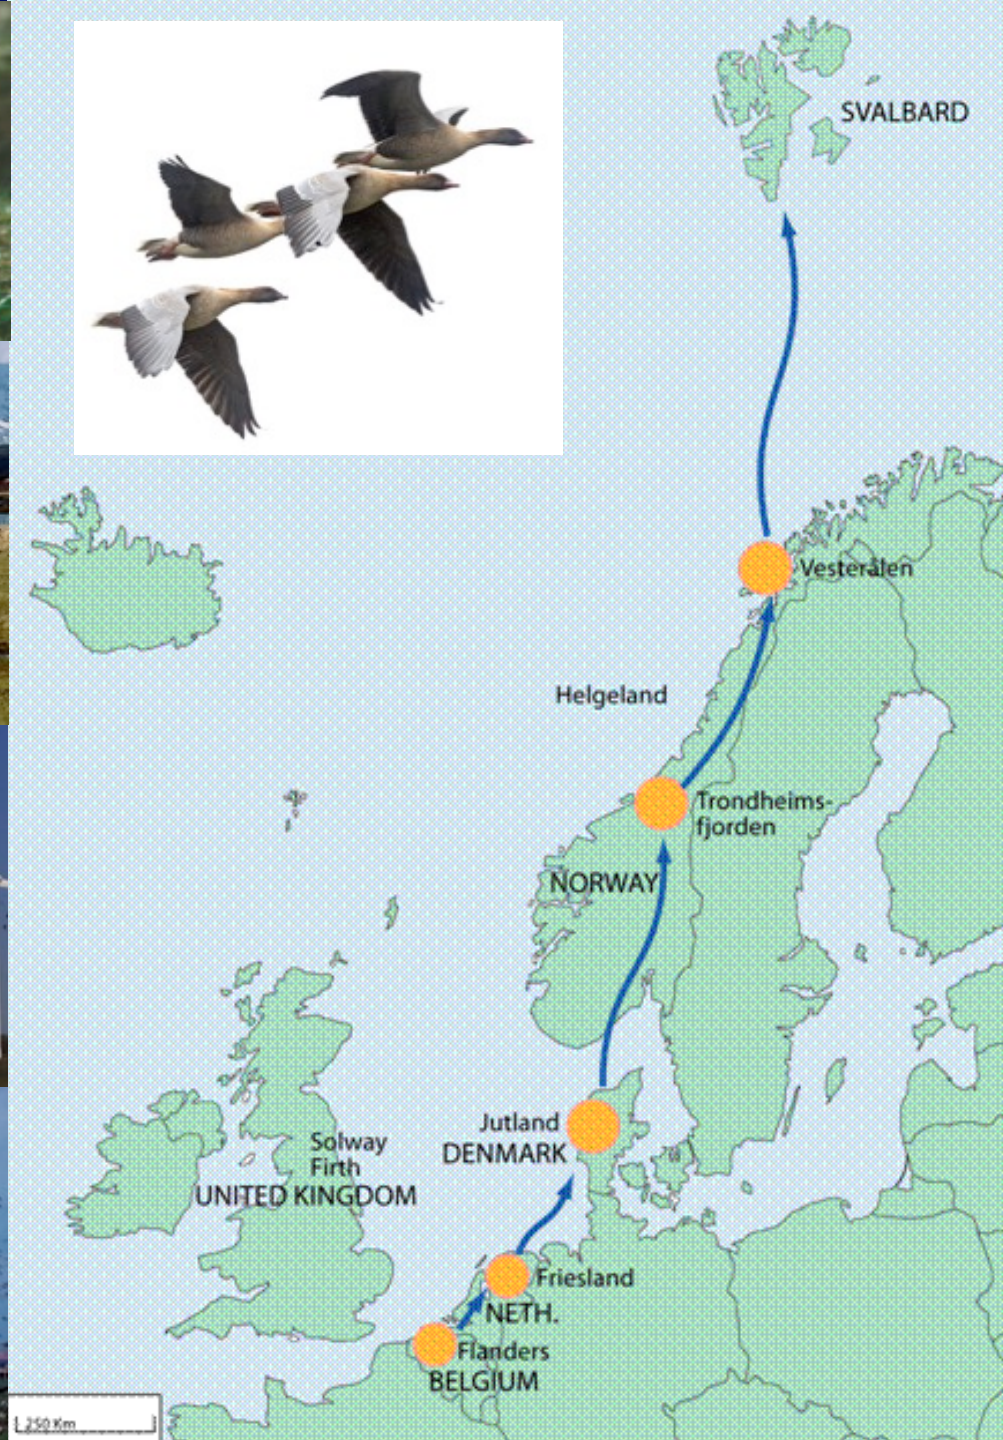 SVALBARD
Vesterålen
Helgeland
Trondheims-
fjorden
NORWAY
Jutland
DENMARK
Solway
Firth
UNITED KINGDOM
Friesland
NETH.
Flanders
BELGIUM
250 Km